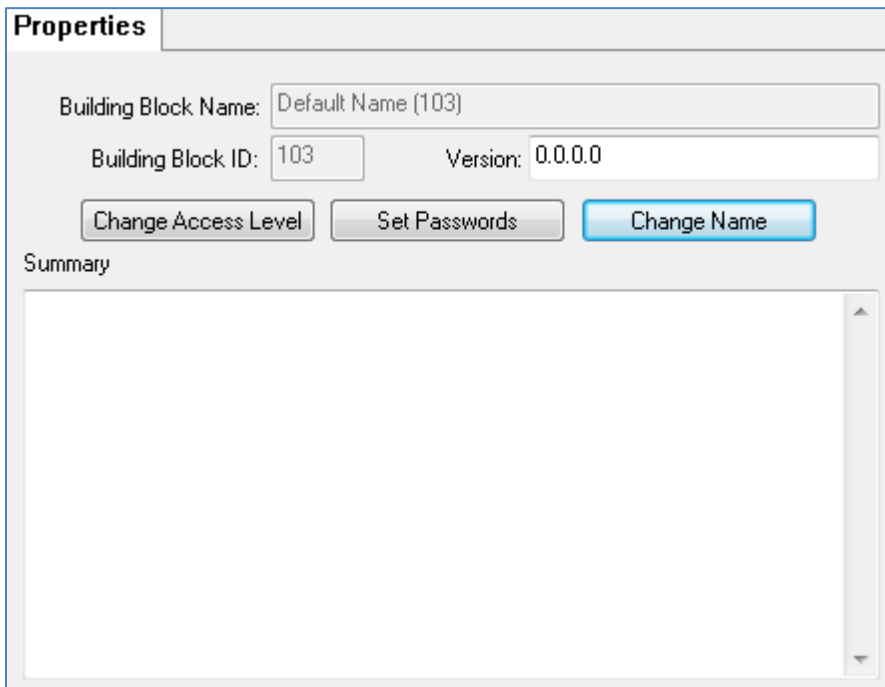 Properties
Building Block Name: Default Name (103)
Building Block ID: 103 Version: 0.0.0.0
Change Access Level Set Passwords Change Name
Summary